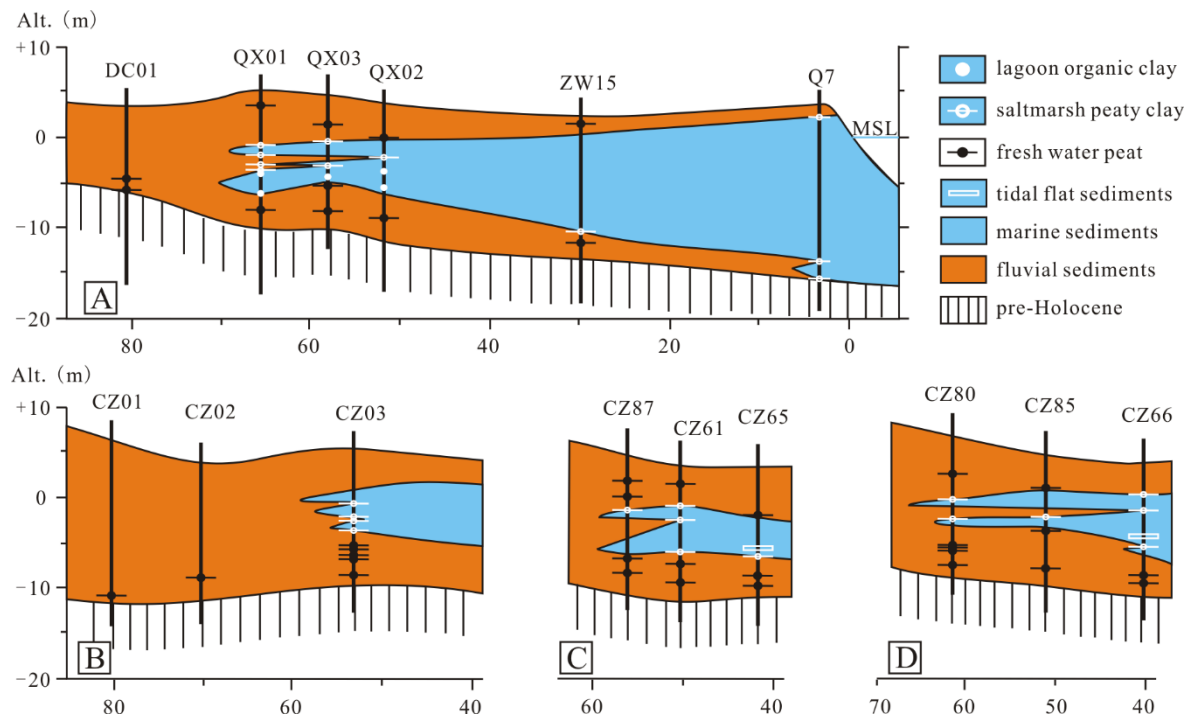 Alt. (m)
+10
0
−10
−20
DC01
QX01
QX03
QX02
ZW15
Q7
MSL
A
80
60
40
20
0
lagoon organic clay
saltmarsh peaty clay
fresh water peat
tidal flat sediments
marine sediments
fluvial sediments
pre-Holocene
Alt. (m)
+10
0
−10
−20
CZ01
CZ02
CZ03
B
80
60
40
CZ87
CZ61
CZ65
C
60
40
CZ80
CZ85
CZ66
D
70
60
50
40